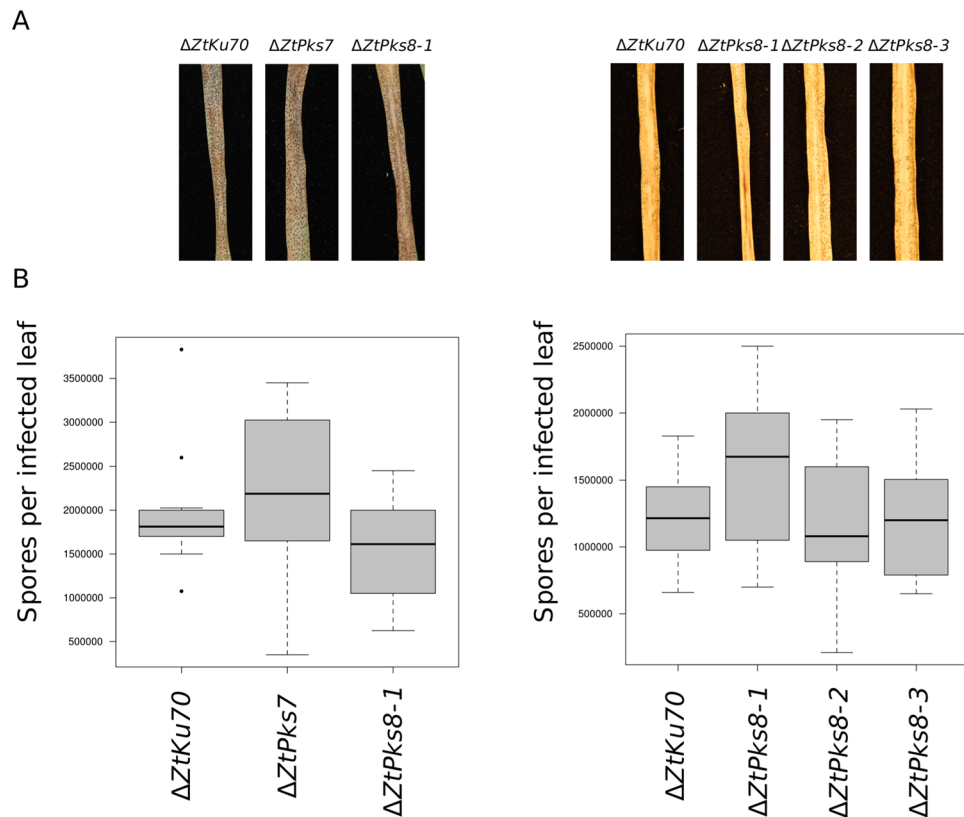 A
ΔZtKu70 ΔZtPks7 ΔZtPks8-1
ΔZtKu70 ΔZtPks8-1 ΔZtPks8-2 ΔZtPks8-3
B
Spores per infected leaf
3500000
3000000
2500000
2000000
1500000
1000000
500000
ΔZtKu70
ΔZtPks7
ΔZtPks8-1
Spores per infected leaf
2500000
2000000
1500000
1000000
500000
ΔZtKu70
ΔZtPks8-1
ΔZtPks8-2
ΔZtPks8-3